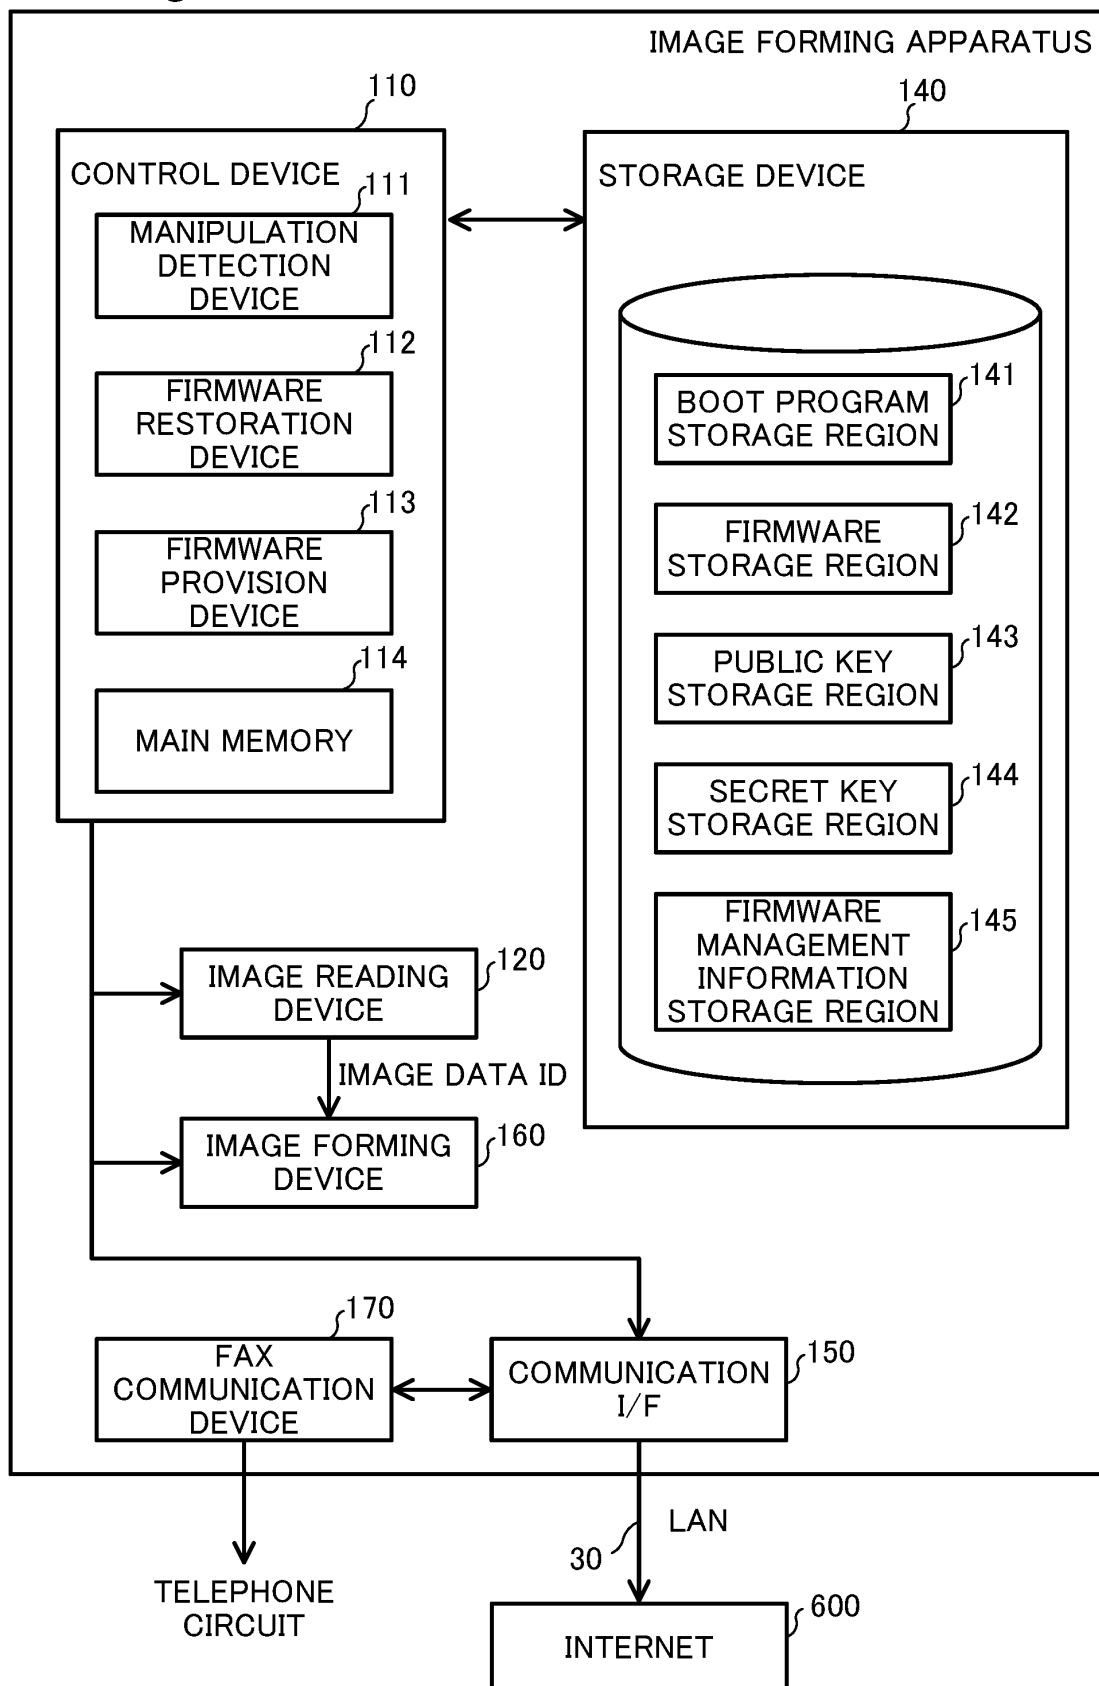 IMAGE FORMING APPARATUS
110
CONTROL DEVICE
111
MANIPULATION
DETECTION
DEVICE
112
FIRMWARE
RESTORATION
DEVICE
113
FIRMWARE
PROVISION
DEVICE
114
MAIN MEMORY
140
STORAGE DEVICE
141
BOOT PROGRAM
STORAGE REGION
142
FIRMWARE
STORAGE REGION
143
PUBLIC KEY
STORAGE REGION
144
SECRET KEY
STORAGE REGION
145
FIRMWARE
MANAGEMENT
INFORMATION
STORAGE REGION
120
IMAGE READING
DEVICE
IMAGE DATA ID
160
IMAGE FORMING
DEVICE
170
FAX
COMMUNICATION
DEVICE
150
COMMUNICATION
I/F
LAN
30
TELEPHONE
CIRCUIT
600
INTERNET